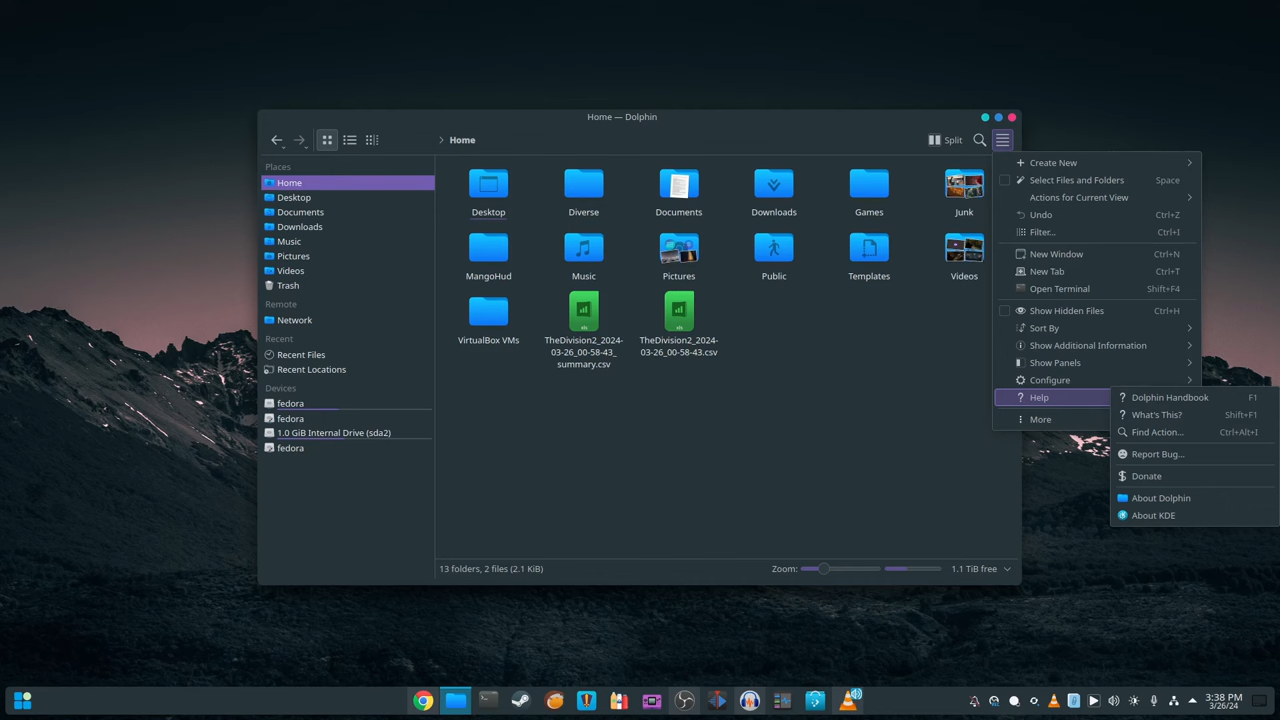 Home — Dolphin
Home
Split
Places
Home
Desktop
Documents
Downloads
Music
Pictures
Videos
Trash
Remote
Network
Recent
Recent Files
Recent Locations
Devices
fedora
fedora
1.0 GiB Internal Drive (sda2)
fedora
Desktop
Diverse
Documents
Downloads
Games
Junk
MangoHud
Music
Pictures
Public
Templates
Videos
VirtualBox VMs
xls
TheDivision2_2024-
03-26_00-58-43_
summary.csv
xls
TheDivision2_2024-
03-26_00-58-43.csv
13 folders, 2 files (2.1 KiB)
Zoom:
1.1 TiB free
Create New
Select Files and Folders Space
Actions for Current View
Undo Ctrl+Z
Filter... Ctrl+I
New Window Ctrl+N
New Tab Ctrl+T
Open Terminal Shift+F4
Show Hidden Files Ctrl+H
Sort By
Show Additional Information
Show Panels
Configure
Help
More
Dolphin Handbook F1
What's This? Shift+F1
Find Action... Ctrl+Alt+I
Report Bug...
Donate
About Dolphin
About KDE
3:38 PM
3/26/24